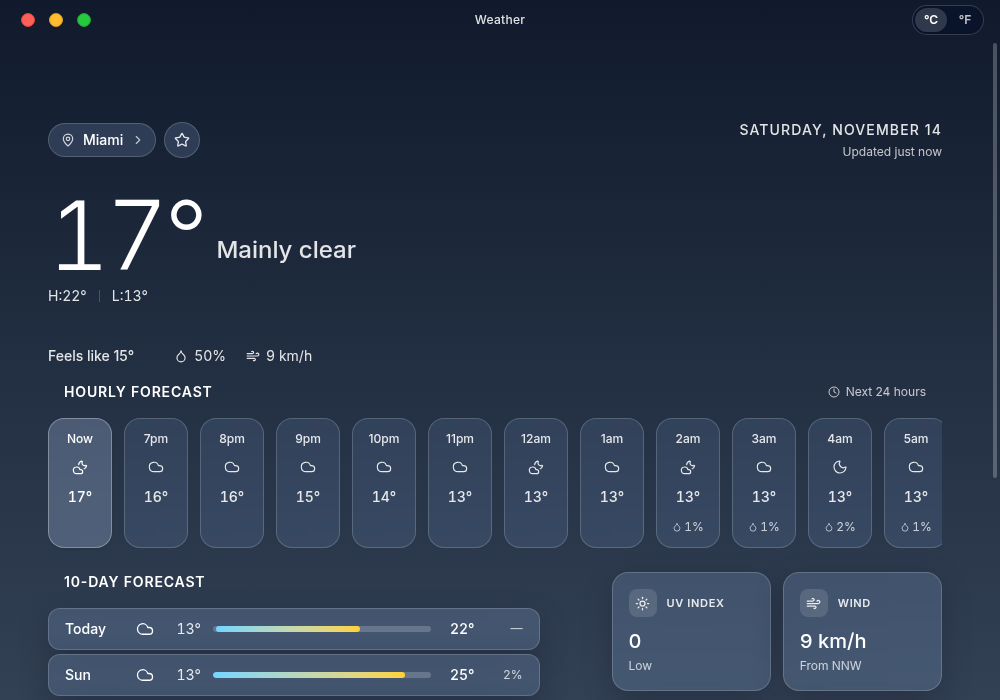 Weather
°C °F
Miami
SATURDAY, NOVEMBER 14
Updated just now
17° Mainly clear
H:22° L:13°
Feels like 15° 50% 9 km/h
HOURLY FORECAST Next 24 hours
Now 7pm 8pm 9pm 10pm 11pm 12am 1am 2am 3am 4am 5am
17° 16° 16° 15° 14° 13° 13° 13° 13° 13° 13° 13°
1% 1% 2% 1%
10-DAY FORECAST
Today 13° 22° —
Sun 13° 25° 2%
UV INDEX
0
Low
WIND
9 km/h
From NNW